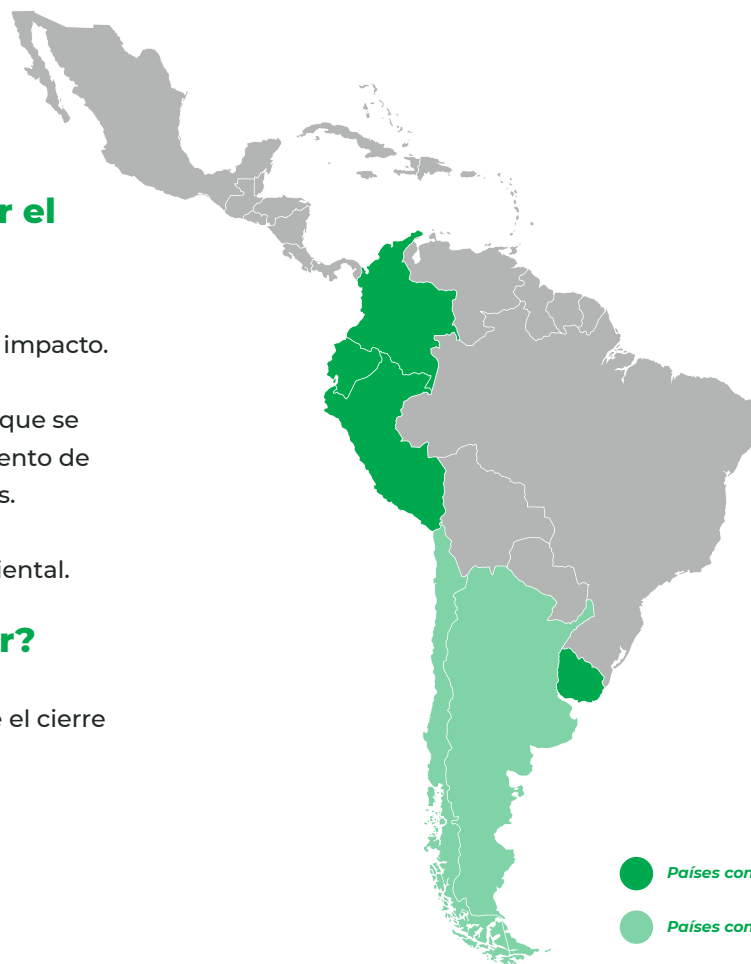 r el
impacto.
que se
ento de
s.
iental.
r?
el cierre
Países con
Países con